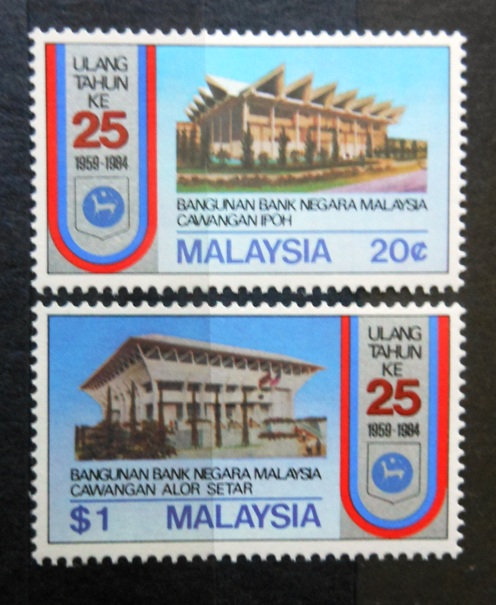 ULANG
TAHUN
KE
25
1959-1984
BANGUNAN BANK NEGARA MALAYSIA
CAWANGAN IPOH
MALAYSIA 20¢
ULANG
TAHUN
KE
25
1959-1984
BANGUNAN BANK NEGARA MALAYSIA
CAWANGAN ALOR SETAR
$1 MALAYSIA